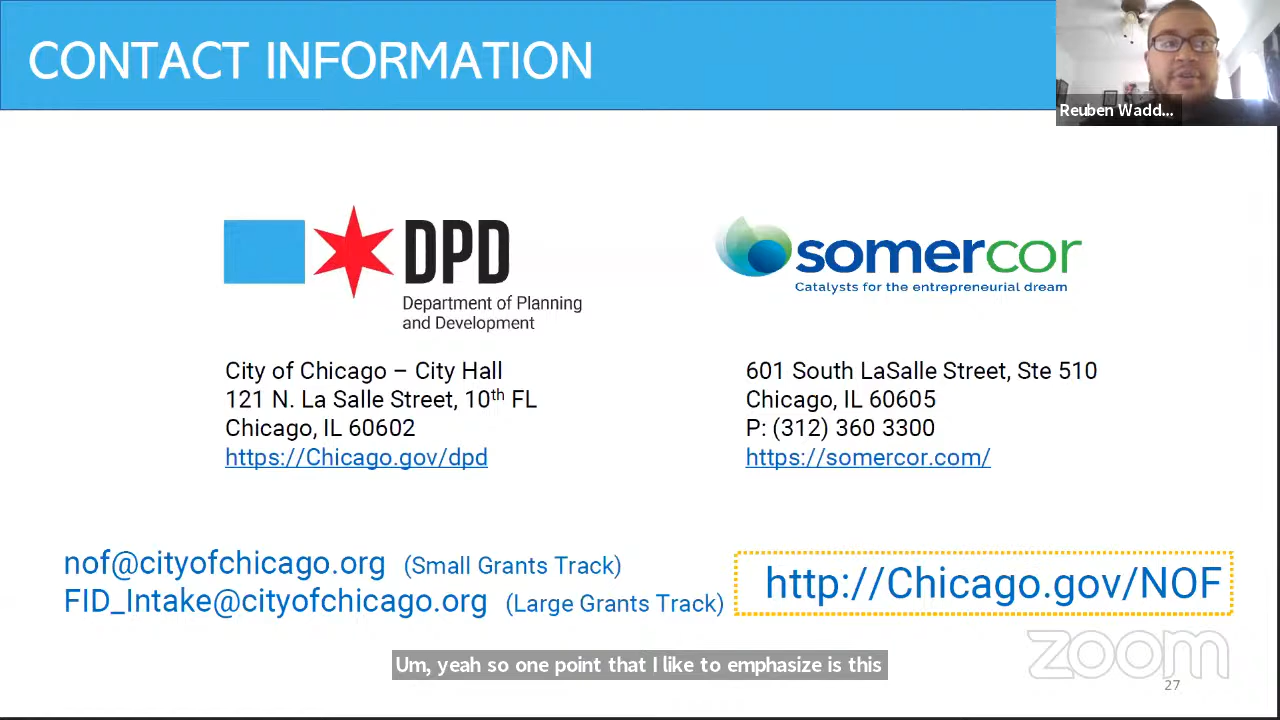 CONTACT INFORMATION
Reuben Wadd...
DPD
Department of Planning
and Development
somercor
Catalysts for the entrepreneurial dream
City of Chicago – City Hall
121 N. La Salle Street, 10th FL
Chicago, IL 60602
https://Chicago.gov/dpd
601 South LaSalle Street, Ste 510
Chicago, IL 60605
P: (312) 360 3300
https://somercor.com/
nof@cityofchicago.org (Small Grants Track)
FID_Intake@cityofchicago.org (Large Grants Track)
http://Chicago.gov/NOF
zoom
Um, yeah so one point that I like to emphasize is this
27